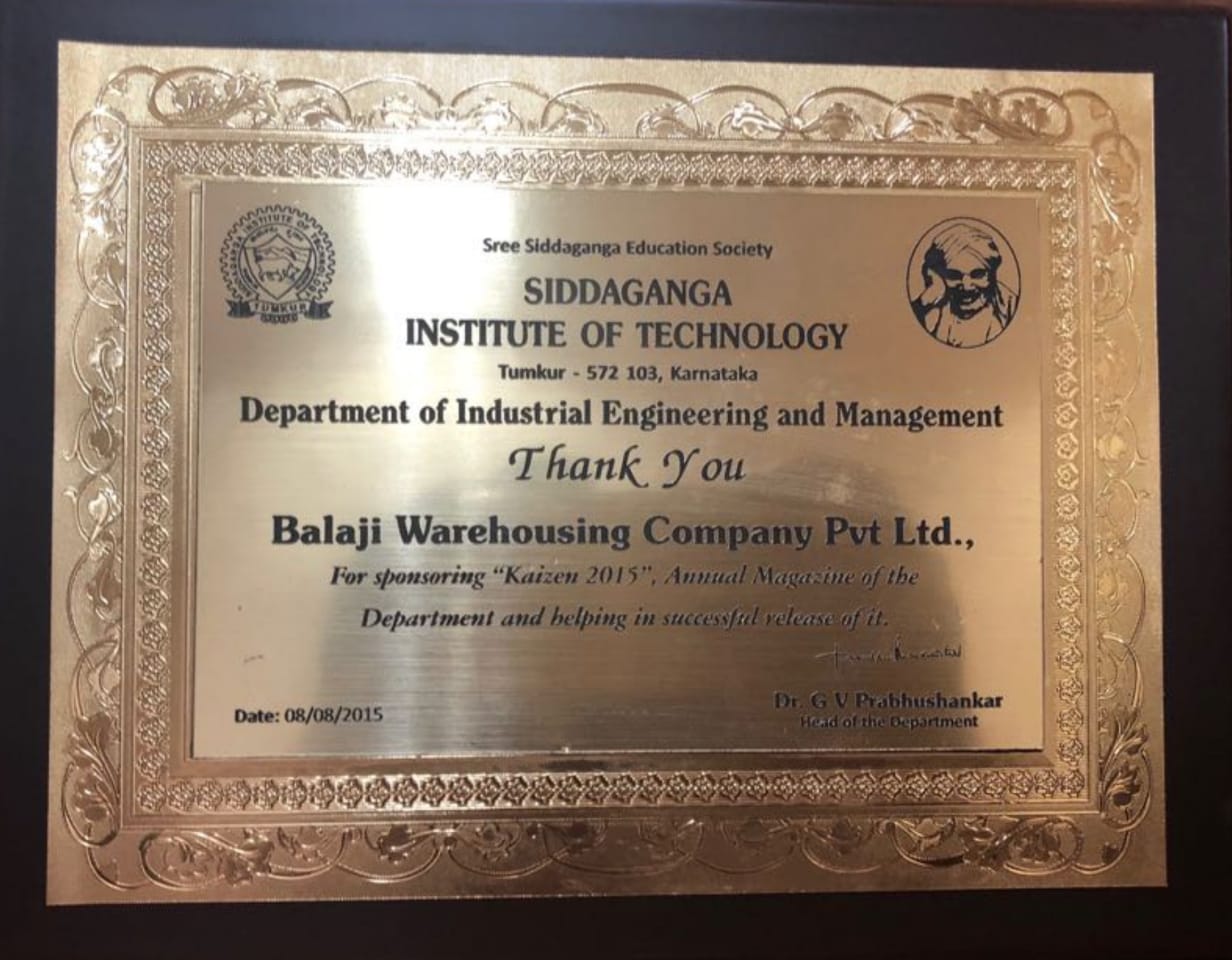 SIDDAGANGA INSTITUTE OF TECHNOLOGY
TUMKUR
Sree Siddaganga Education Society
SIDDAGANGA
INSTITUTE OF TECHNOLOGY
Tumkur - 572 103, Karnataka
Department of Industrial Engineering and Management
Thank You
Balaji Warehousing Company Pvt Ltd.,
For sponsoring “Kaizen 2015”, Annual Magazine of the
Department and helping in successful release of it.
Date: 08/08/2015
Dr. G V Prabhushankar
Head of the Department